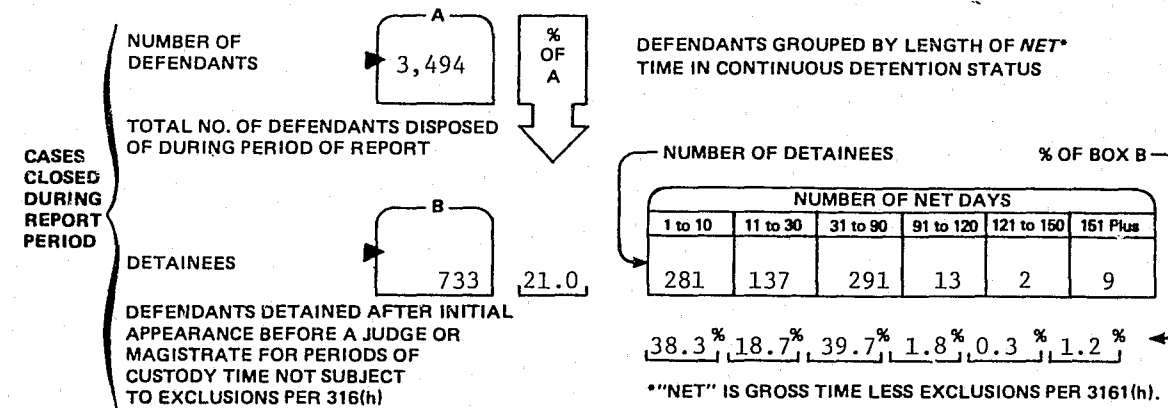 A
NUMBER OF
DEFENDANTS
3,494
%
OF
A
TOTAL NO. OF DEFENDANTS DISPOSED
OF DURING PERIOD OF REPORT
CASES
CLOSED
DURING
REPORT
PERIOD
B
DETAINEES
733 21.0
DEFENDANTS DETAINED AFTER INITIAL
APPEARANCE BEFORE A JUDGE OR
MAGISTRATE FOR PERIODS OF
CUSTODY TIME NOT SUBJECT
TO EXCLUSIONS PER 316(h)
DEFENDANTS GROUPED BY LENGTH OF NET*
TIME IN CONTINUOUS DETENTION STATUS
NUMBER OF DETAINEES % OF BOX B
NUMBER OF NET DAYS
1 to 10 11 to 30 31 to 90 91 to 120 121 to 150 151 Plus
281 137 291 13 2 9
38.3% 18.7% 39.7% 1.8% 0.3% 1.2%
*"NET" IS GROSS TIME LESS EXCLUSIONS PER 3161(h).